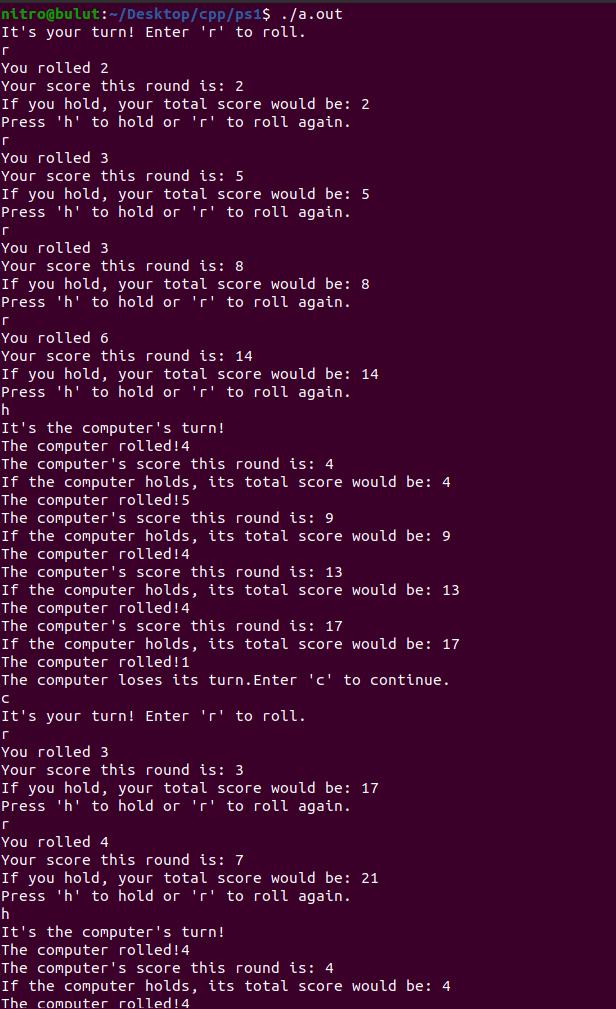 nitro@bulut:~/Desktop/cpp/ps1$ ./a.out
It's your turn! Enter 'r' to roll.
r
You rolled 2
Your score this round is: 2
If you hold, your total score would be: 2
Press 'h' to hold or 'r' to roll again.
r
You rolled 3
Your score this round is: 5
If you hold, your total score would be: 5
Press 'h' to hold or 'r' to roll again.
r
You rolled 3
Your score this round is: 8
If you hold, your total score would be: 8
Press 'h' to hold or 'r' to roll again.
r
You rolled 6
Your score this round is: 14
If you hold, your total score would be: 14
Press 'h' to hold or 'r' to roll again.
h
It's the computer's turn!
The computer rolled!4
The computer's score this round is: 4
If the computer holds, its total score would be: 4
The computer rolled!5
The computer's score this round is: 9
If the computer holds, its total score would be: 9
The computer rolled!4
The computer's score this round is: 13
If the computer holds, its total score would be: 13
The computer rolled!4
The computer's score this round is: 17
If the computer holds, its total score would be: 17
The computer rolled!1
The computer loses its turn.Enter 'c' to continue.
c
It's your turn! Enter 'r' to roll.
r
You rolled 3
Your score this round is: 3
If you hold, your total score would be: 17
Press 'h' to hold or 'r' to roll again.
r
You rolled 4
Your score this round is: 7
If you hold, your total score would be: 21
Press 'h' to hold or 'r' to roll again.
h
It's the computer's turn!
The computer rolled!4
The computer's score this round is: 4
If the computer holds, its total score would be: 4
The computer rolled!4